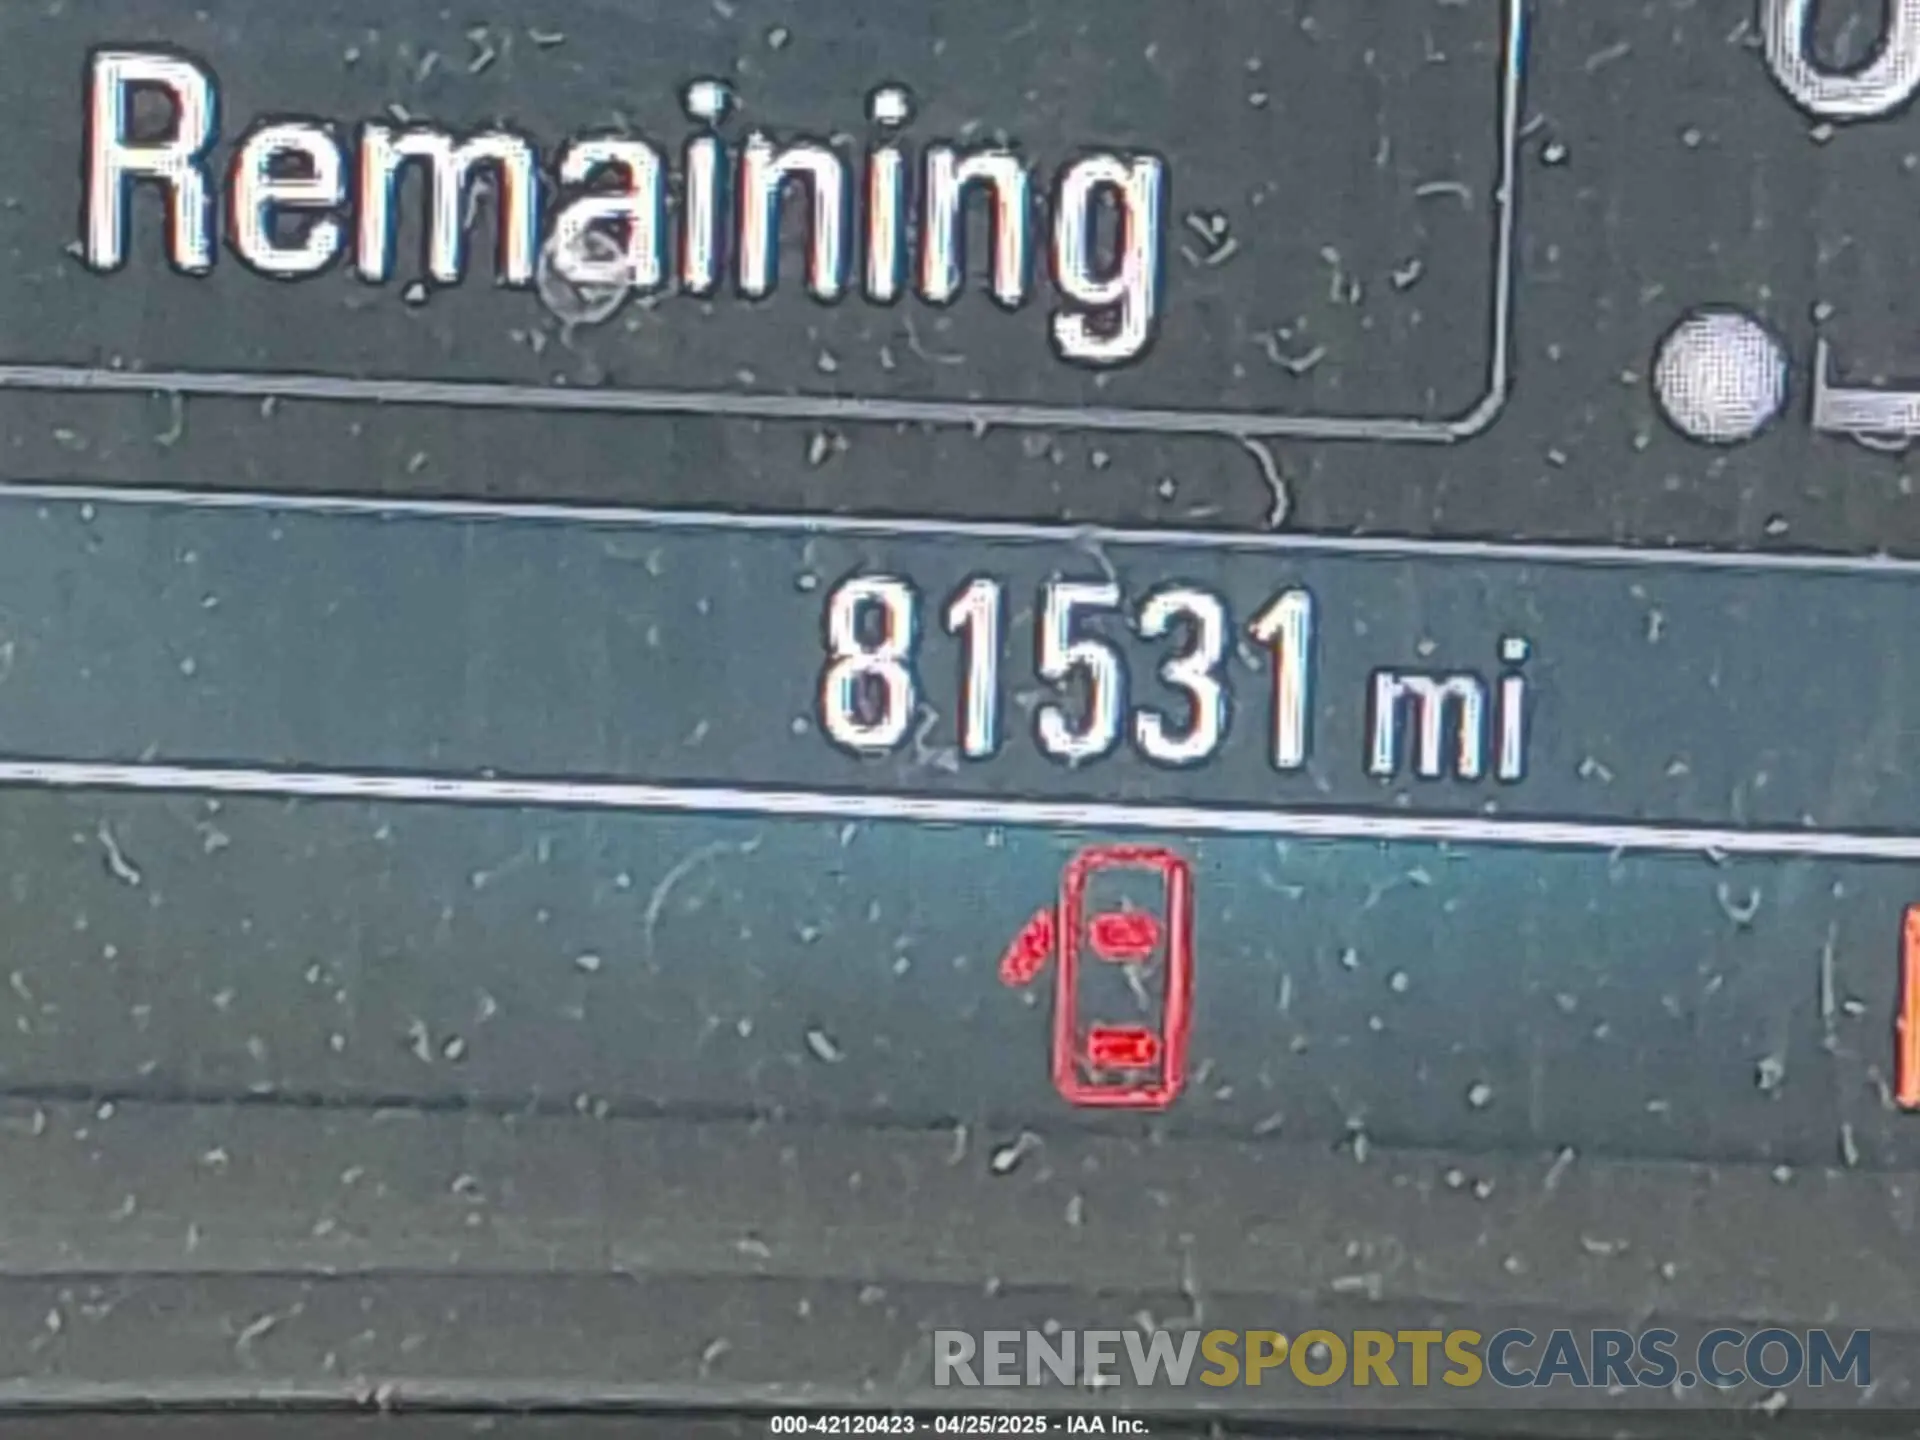 Remaining
81531 mi
RENEWSPORTSCARS.COM
000-42120423 - 04/25/2025 - IAA Inc.